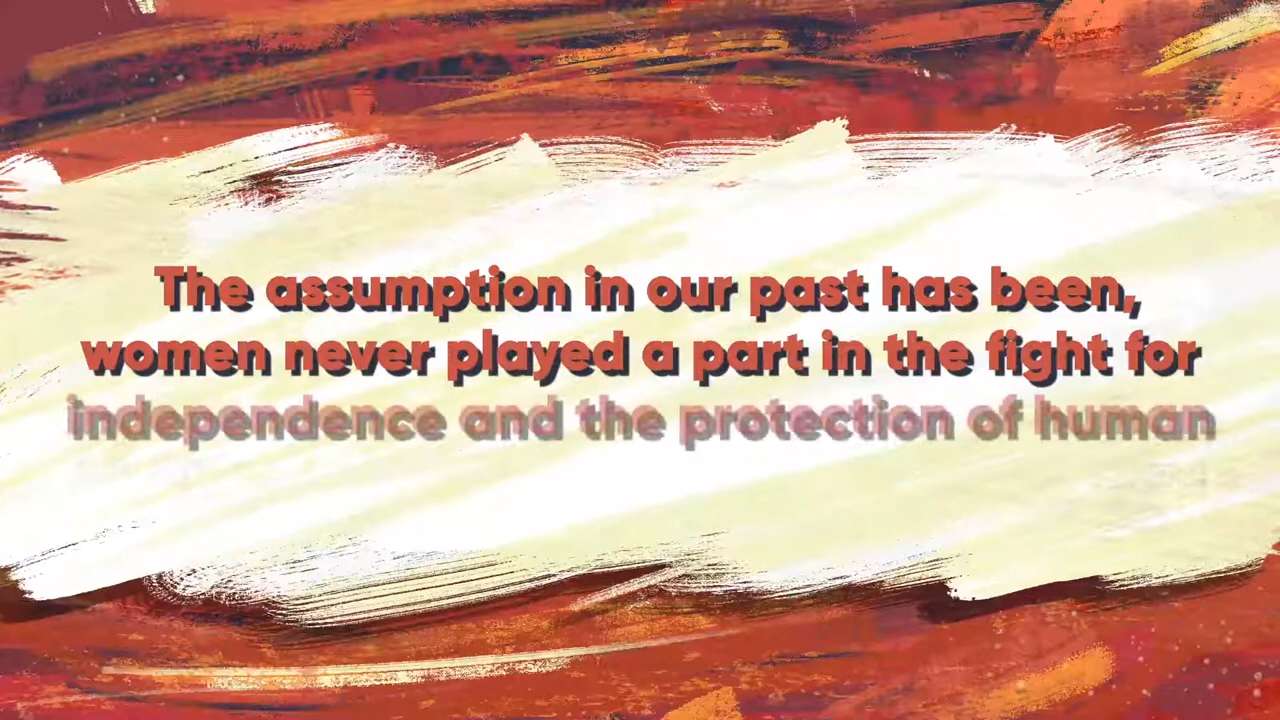 The assumption in our past has been,
women never played a part in the fight for
independence and the protection of human